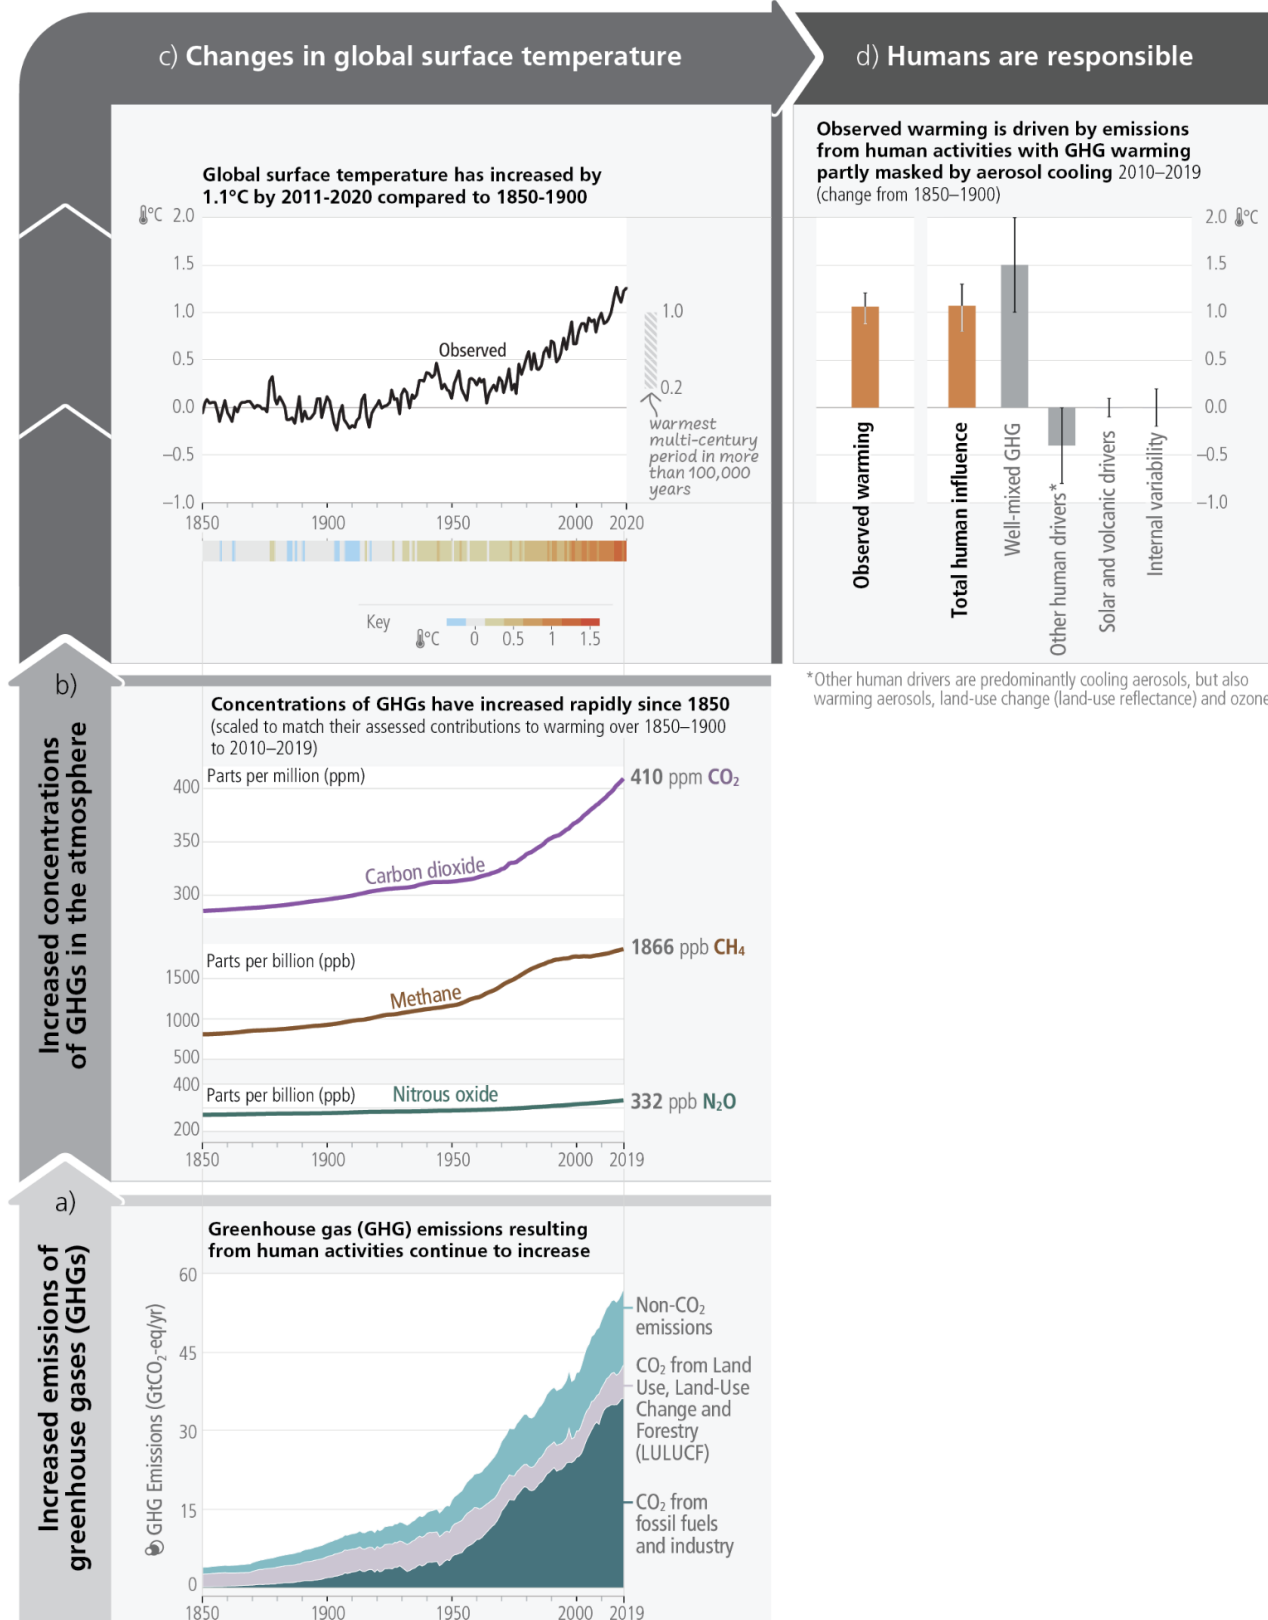 c) Changes in global surface temperature
d) Humans are responsible
Global surface temperature has increased by
1.1°C by 2011-2020 compared to 1850-1900
°C 2.0
1.5
1.0
0.5
0.0
–0.5
–1.0
Observed
1.0
0.2
warmest
multi-century
period in more
than 100,000
years
1850
1900
1950
2000
2020
Key
°C
0
0.5
1
1.5
Observed warming is driven by emissions
from human activities with GHG warming
partly masked by aerosol cooling 2010–2019
(change from 1850–1900)
2.0 °C
1.5
1.0
0.5
0.0
–0.5
–1.0
Observed warming
Total human influence
Well-mixed GHG
Other human drivers*
Solar and volcanic drivers
Internal variability
*Other human drivers are predominantly cooling aerosols, but also
warming aerosols, land-use change (land-use reflectance) and ozone
b)
Increased concentrations
of GHGs in the atmosphere
Concentrations of GHGs have increased rapidly since 1850
(scaled to match their assessed contributions to warming over 1850–1900
to 2010–2019)
Parts per million (ppm)
400
350
300
Carbon dioxide
410 ppm CO₂
Parts per billion (ppb)
1500
1000
500
Methane
1866 ppb CH₄
Parts per billion (ppb)
400
200
Nitrous oxide
332 ppb N₂O
1850
1900
1950
2000
2019
a)
Increased emissions of
greenhouse gases (GHGs)
Greenhouse gas (GHG) emissions resulting
from human activities continue to increase
GHG Emissions (GtCO₂-eq/yr)
60
45
30
15
0
Non-CO₂
emissions
CO₂ from Land
Use, Land-Use
Change and
Forestry
(LULUCF)
CO₂ from
fossil fuels
and industry
1850
1900
1950
2000
2019